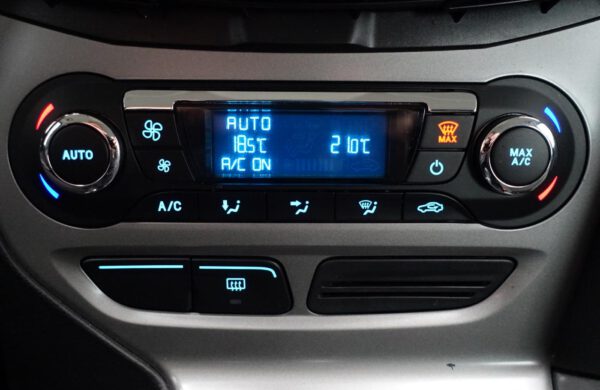 AUTO
18.5°C 21.0°C
A/C ON
AUTO
MAX
MAX
A/C
A/C